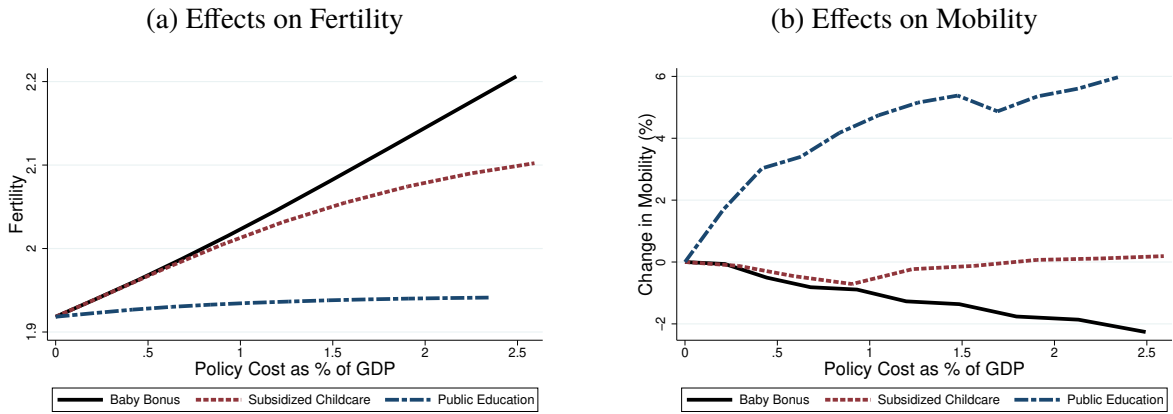 (a) Effects on Fertility
Fertility
2.2
2.1
2
1.9
0 .5 1 1.5 2 2.5
Policy Cost as % of GDP
Baby Bonus Subsidized Childcare Public Education
(b) Effects on Mobility
Change in Mobility (%)
6
4
2
0
−2
0 .5 1 1.5 2 2.5
Policy Cost as % of GDP
Baby Bonus Subsidized Childcare Public Education